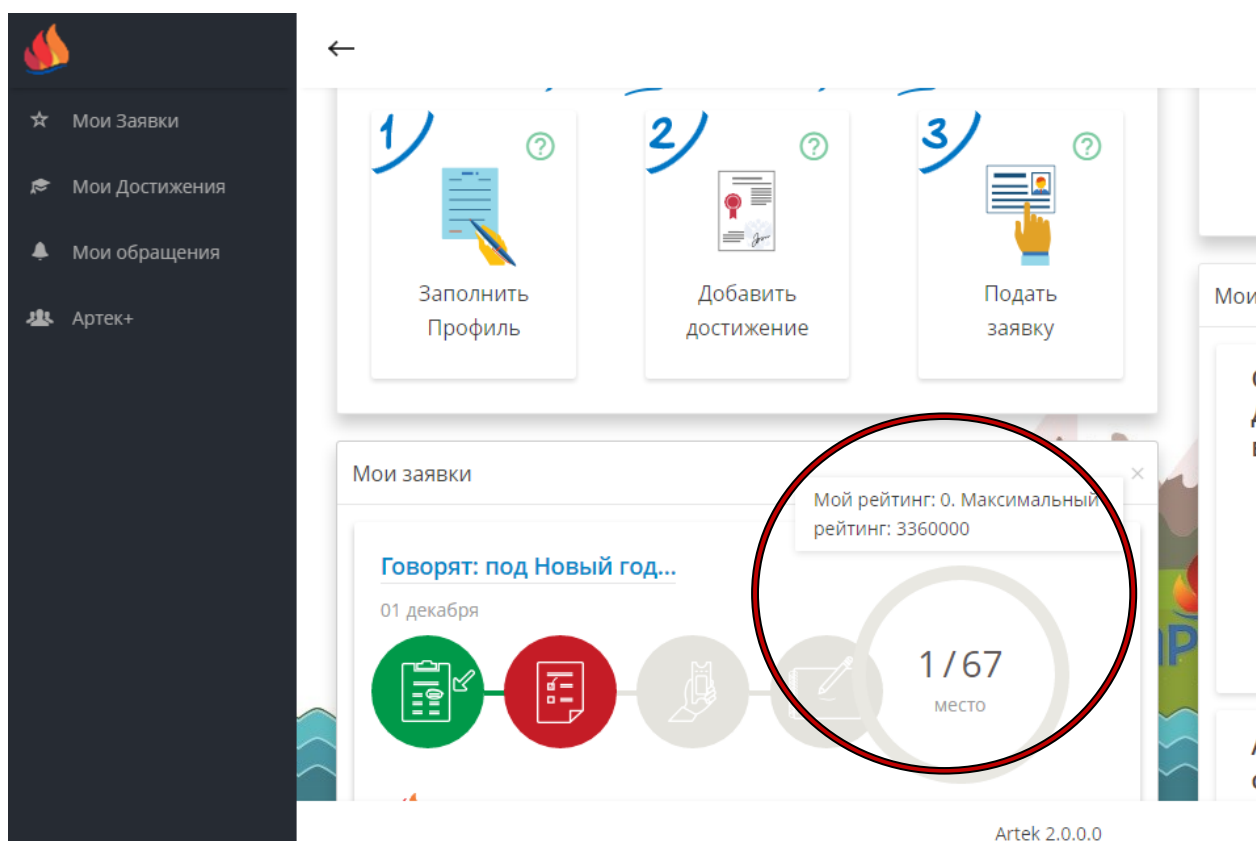 Мои Заявки
Мои Достижения
Мои обращения
Артек+
1
2
3
Заполнить
Профиль
Добавить
достижение
Подать
заявку
Мои заявки
Мой рейтинг: 0. Максимальный
рейтинг: 3360000
Говорят: под Новый год...
01 декабря
1/67
место
Artek 2.0.0.0